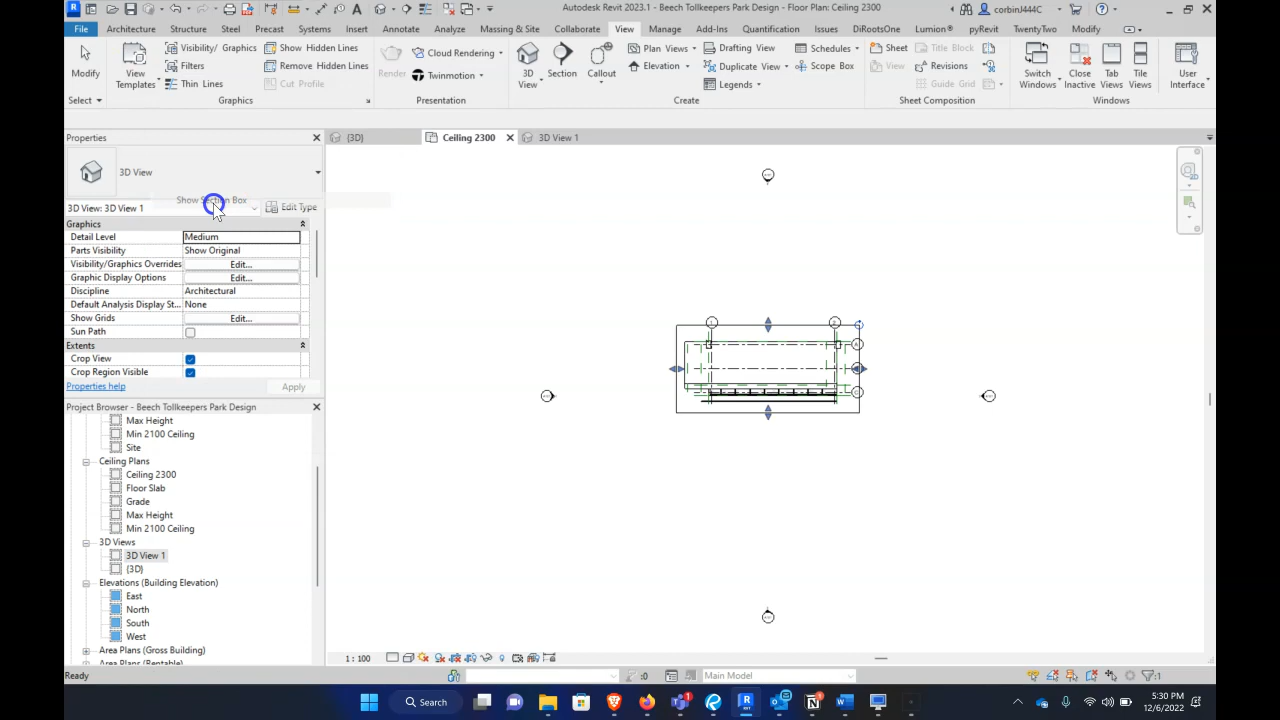 Autodesk Revit 2023.1 - Beech Tollkeepers Park Design - Floor Plan: Ceiling 2300
corbinJ444C
File Architecture Structure Steel Precast Systems Insert Annotate Analyze Massing & Site Collaborate View Manage Add-Ins Quantification Issues DiRootsOne Lumion® pyRevit TwentyTwo Modify
Modify
Select
View Templates
Visibility/ Graphics
Filters
Thin Lines
Show Hidden Lines
Remove Hidden Lines
Cut Profile
Graphics
Render
Cloud Rendering
Twinmotion
Presentation
3D View
Section
Callout
Plan Views
Elevation
Drafting View
Duplicate View
Legends
Schedules
Scope Box
Create
Sheet
View
Title Block
Revisions
Guide Grid
Sheet Composition
Switch Windows
Close Inactive
Tab Views
Tile Views
Windows
User Interface
Properties
{3D}
Ceiling 2300
3D View 1
3D View
Show Section Box
3D View: 3D View 1
Edit Type
Graphics
Detail Level Medium
Parts Visibility Show Original
Visibility/Graphics Overrides Edit...
Graphic Display Options Edit...
Discipline Architectural
Default Analysis Display St... None
Show Grids Edit...
Sun Path
Extents
Crop View
Crop Region Visible
Properties help
Apply
Project Browser - Beech Tollkeepers Park Design
Max Height
Min 2100 Ceiling
Site
Ceiling Plans
Ceiling 2300
Floor Slab
Grade
Max Height
Min 2100 Ceiling
3D Views
3D View 1
{3D}
Elevations (Building Elevation)
East
North
South
West
Area Plans (Gross Building)
Area Plans (Rentable)
1 : 100
Ready
:0
Main Model
:1
Search
5:30 PM
12/6/2022